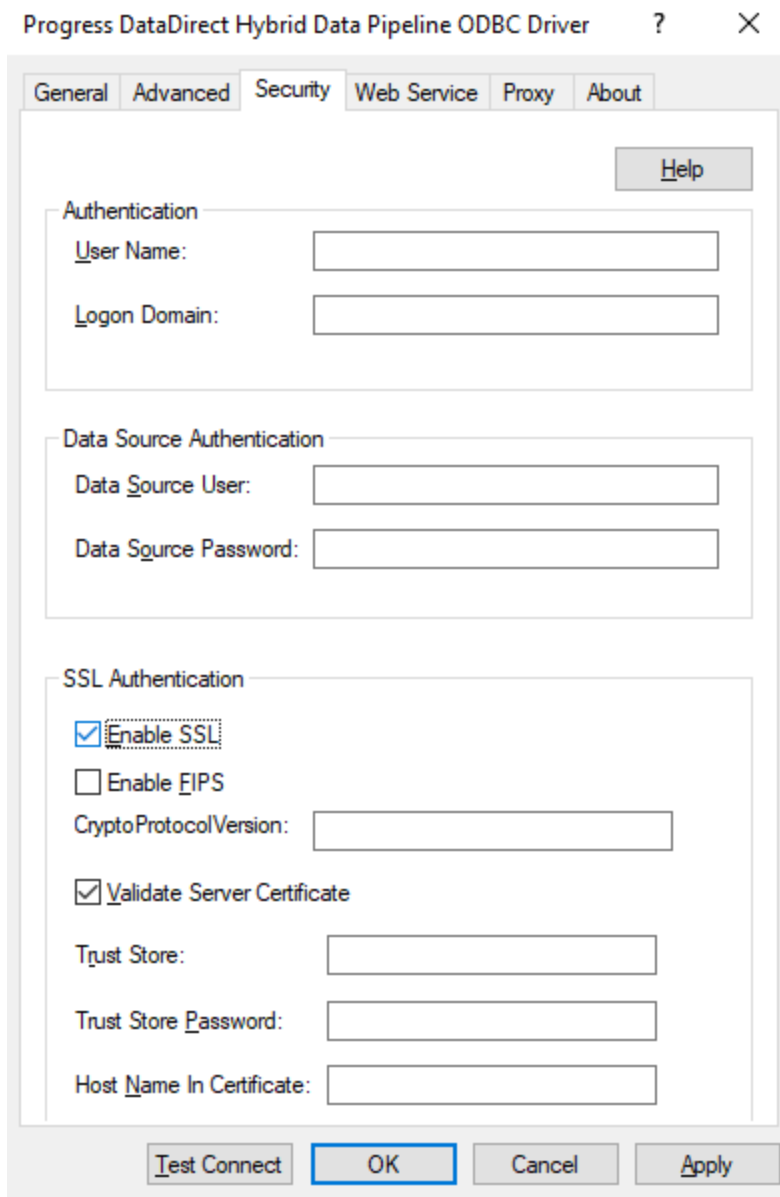 Progress DataDirect Hybrid Data Pipeline ODBC Driver ?
General Advanced Security Web Service Proxy About
Help
Authentication
User Name:
Logon Domain:
Data Source Authentication
Data Source User:
Data Source Password:
SSL Authentication
Enable SSL
Enable FIPS
CryptoProtocolVersion:
Validate Server Certificate
Trust Store:
Trust Store Password:
Host Name In Certificate:
Test Connect OK Cancel Apply